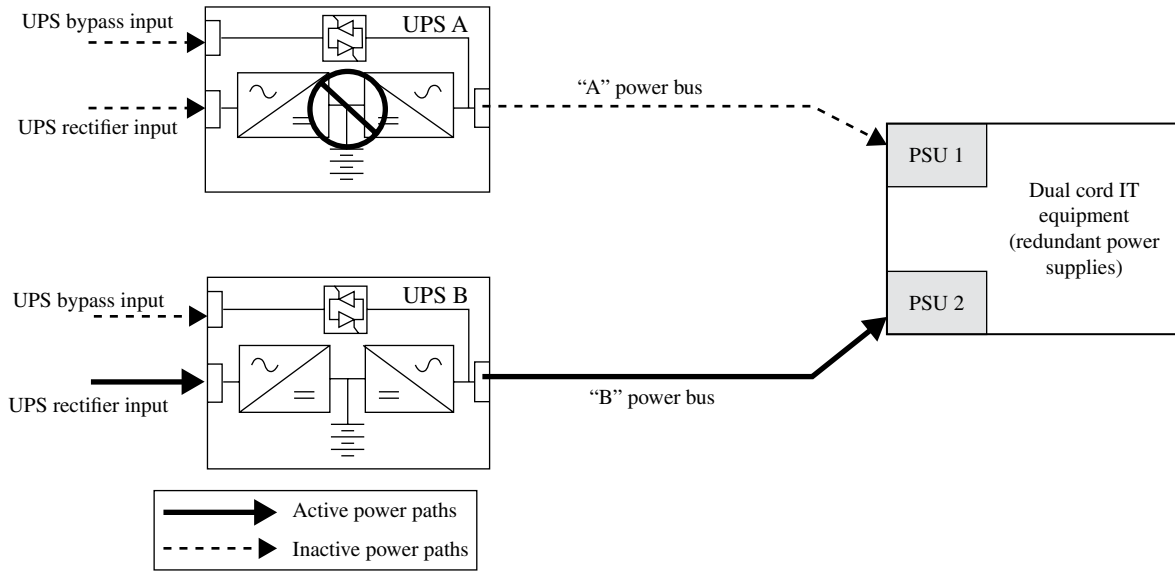 UPS bypass input
UPS A
UPS rectifier input
“A” power bus
PSU 1
Dual cord IT
equipment
(redundant power
supplies)
PSU 2
UPS bypass input
UPS B
UPS rectifier input
“B” power bus
Active power paths
Inactive power paths